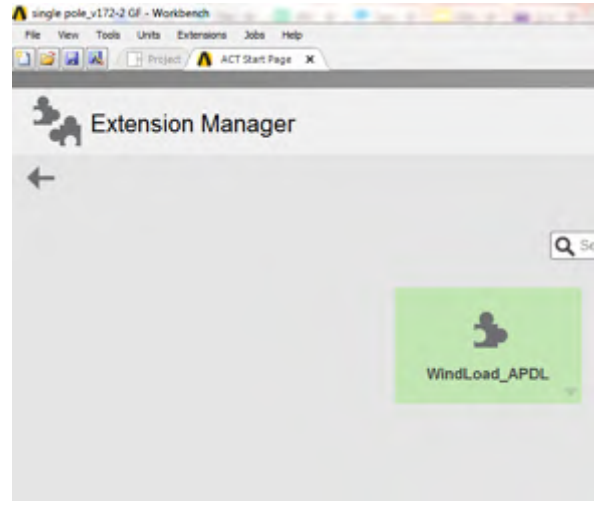 single pole_v172-2 GF - Workbench
File View Tools Units Extensions Jobs Help
Project ACT Start Page
Extension Manager
Se
WindLoad_APDL